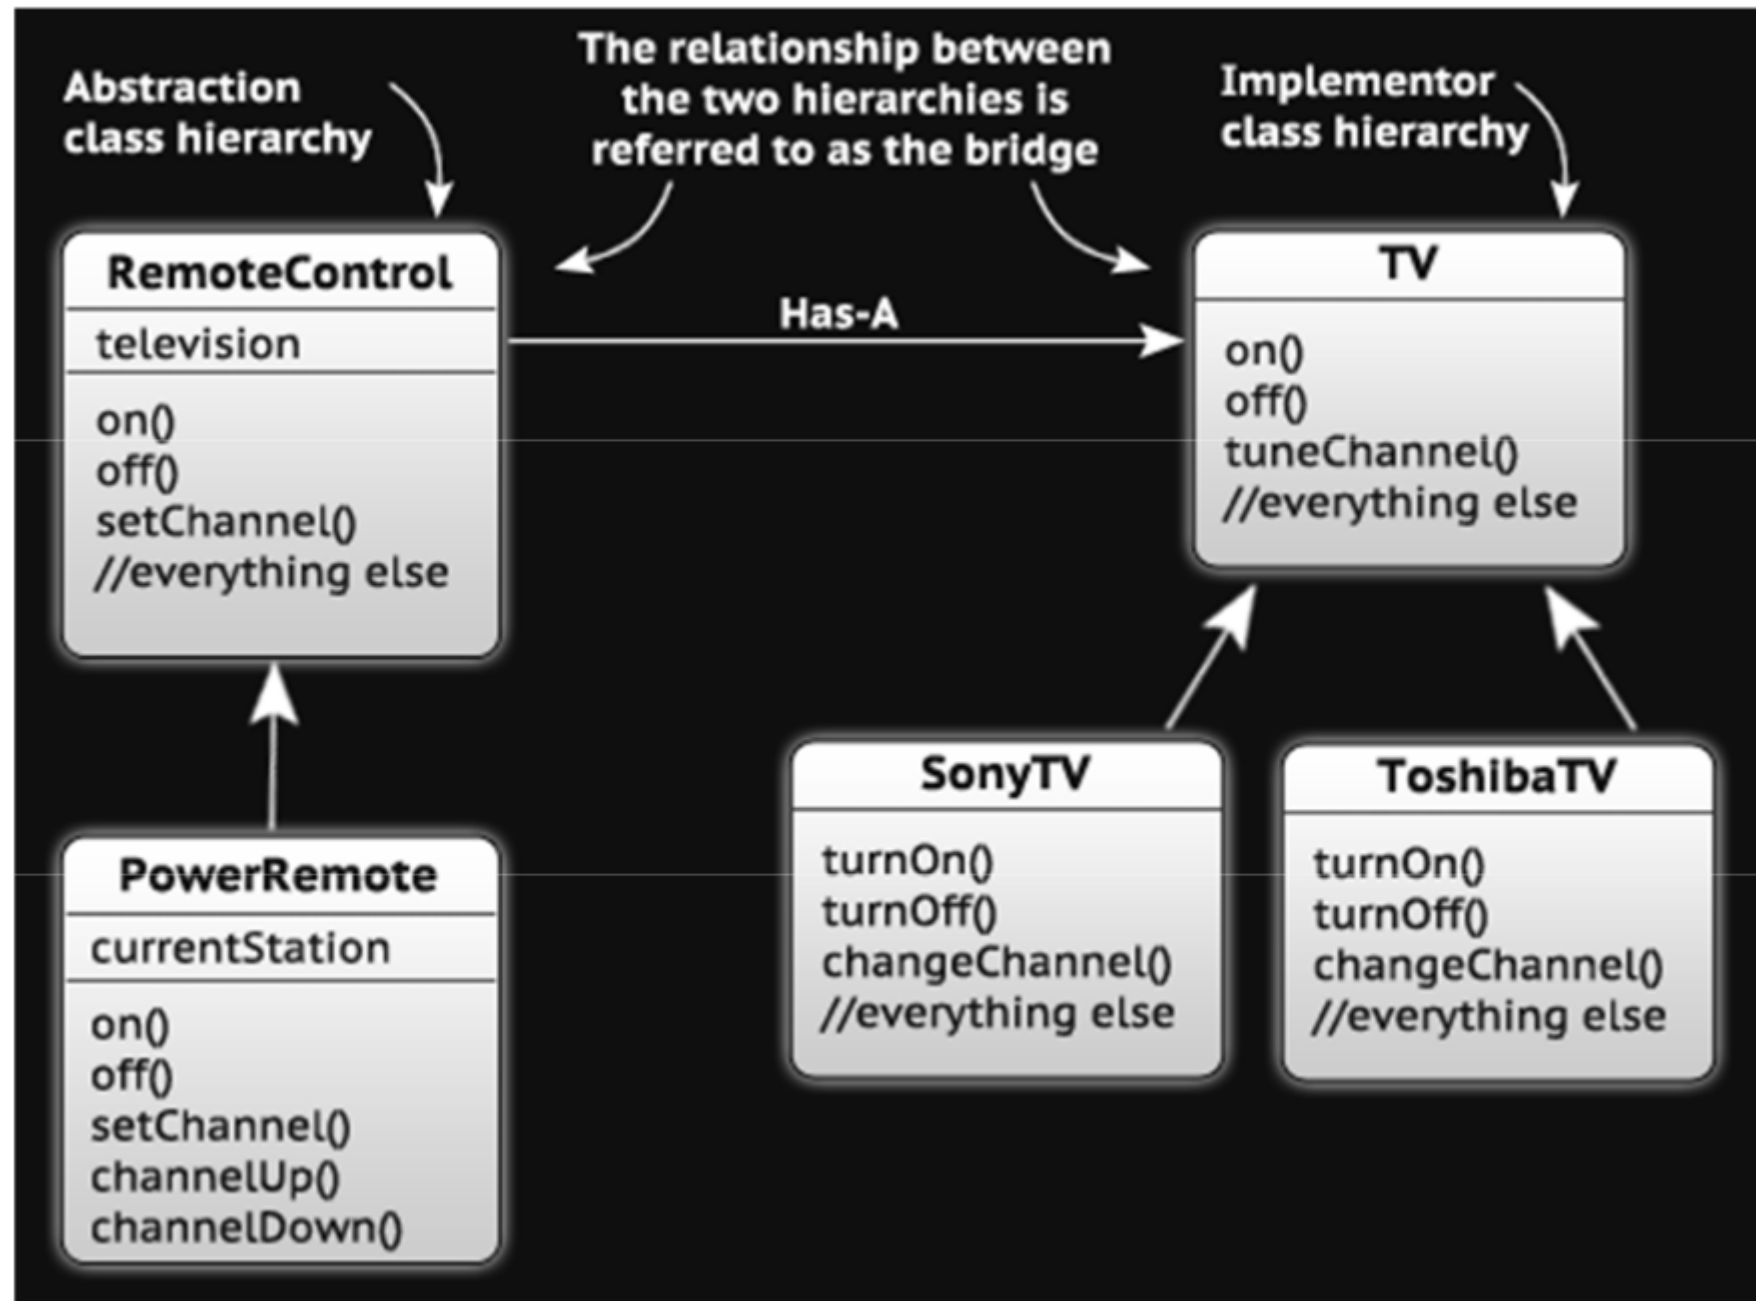 Abstraction
class hierarchy
The relationship between
the two hierarchies is
referred to as the bridge
Implementor
class hierarchy
RemoteControl
television
on()
off()
setChannel()
//everything else
Has-A
TV
on()
off()
tuneChannel()
//everything else
PowerRemote
currentStation
on()
off()
setChannel()
channelUp()
channelDown()
SonyTV
turnOn()
turnOff()
changeChannel()
//everything else
ToshibaTV
turnOn()
turnOff()
changeChannel()
//everything else